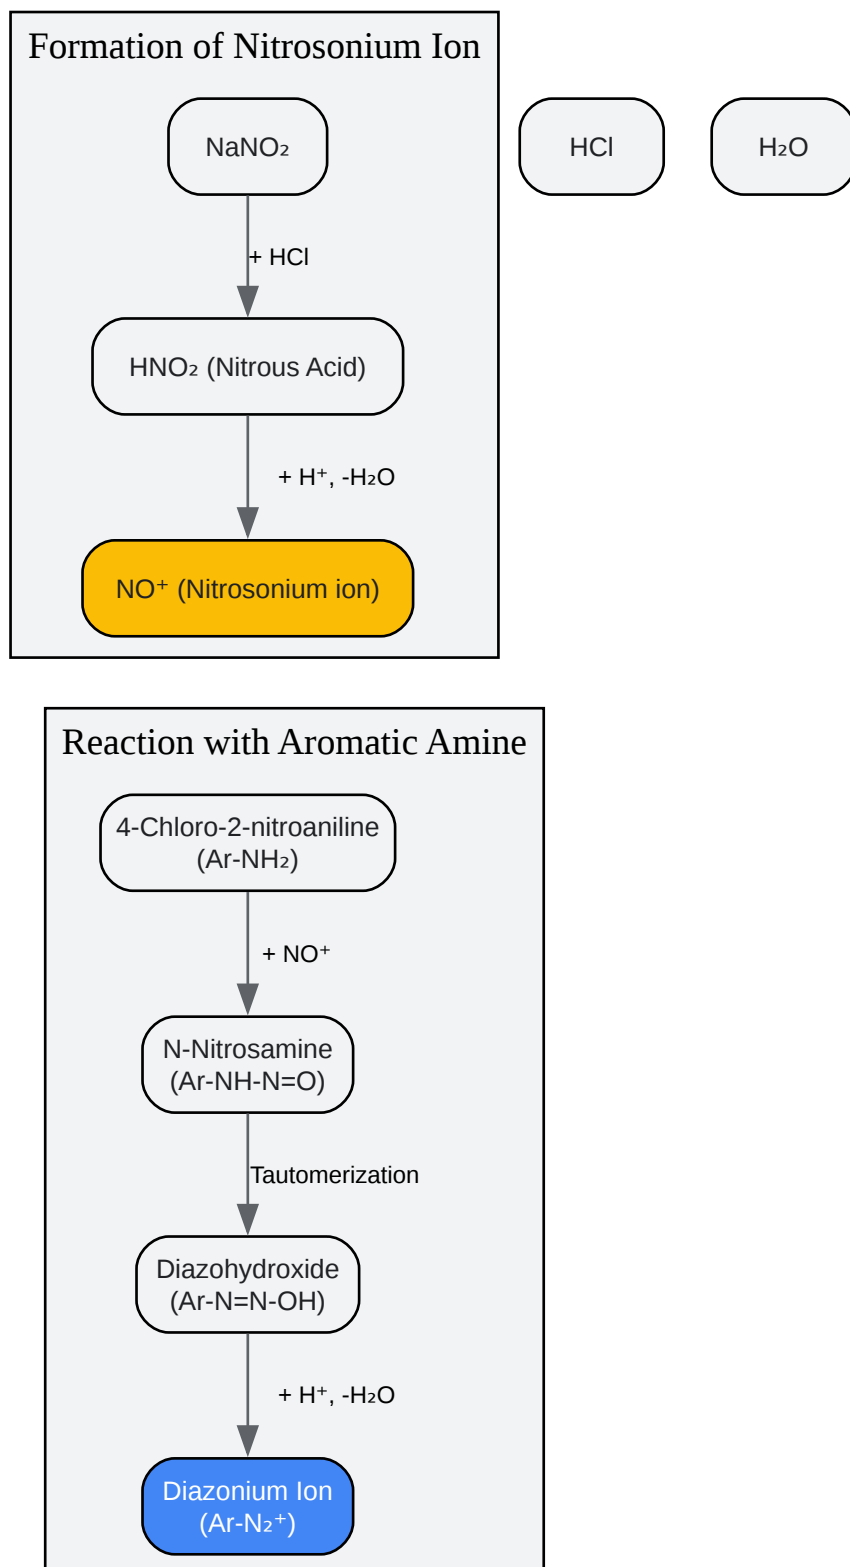 Formation of Nitrosonium Ion
NaNO₂
HCl
H₂O
+ HCl
HNO₂ (Nitrous Acid)
+ H⁺, -H₂O
NO⁺ (Nitrosonium ion)
Reaction with Aromatic Amine
4-Chloro-2-nitroaniline
(Ar-NH₂)
+ NO⁺
N-Nitrosamine
(Ar-NH-N=O)
Tautomerization
Diazohydroxide
(Ar-N=N-OH)
+ H⁺, -H₂O
Diazonium Ion
(Ar-N₂⁺)